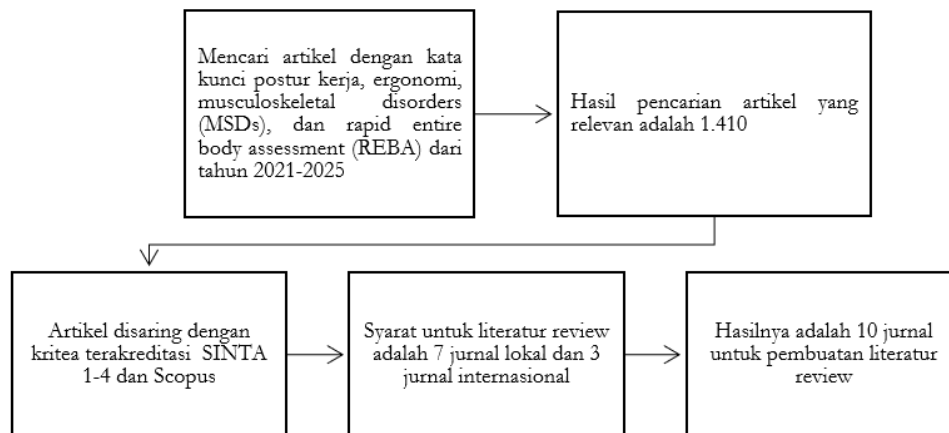 Mencari artikel dengan kata
kunci postur kerja, ergonomi,
musculoskeletal disorders
(MSDs), dan rapid entire
body assessment (REBA) dari
tahun 2021-2025
Hasil pencarian artikel yang
relevan adalah 1.410
Artikel disaring dengan
kritea terakreditasi SINTA
1-4 dan Scopus
Syarat untuk literatur review
adalah 7 jurnal lokal dan 3
jurnal internasional
Hasilnya adalah 10 jurnal
untuk pembuatan literatur
review